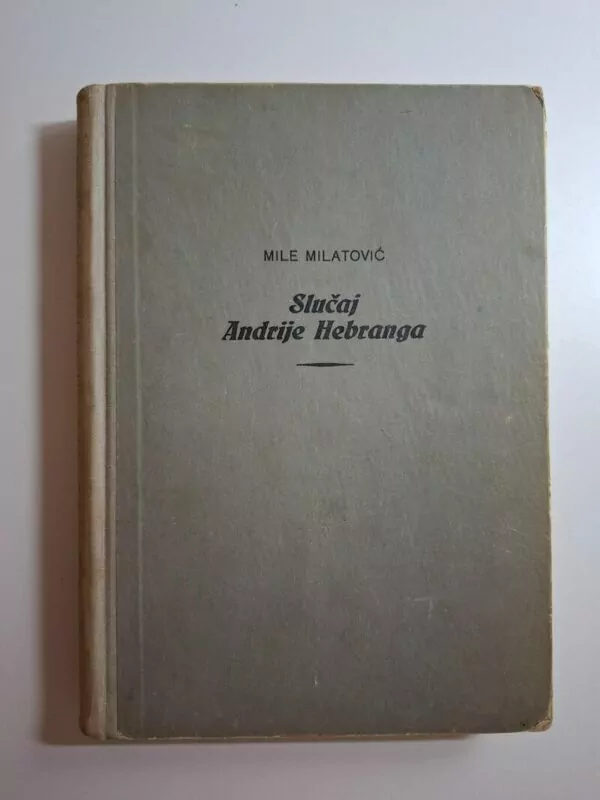 MILE MILATOVIĆ
Slučaj
Andrije Hebranga